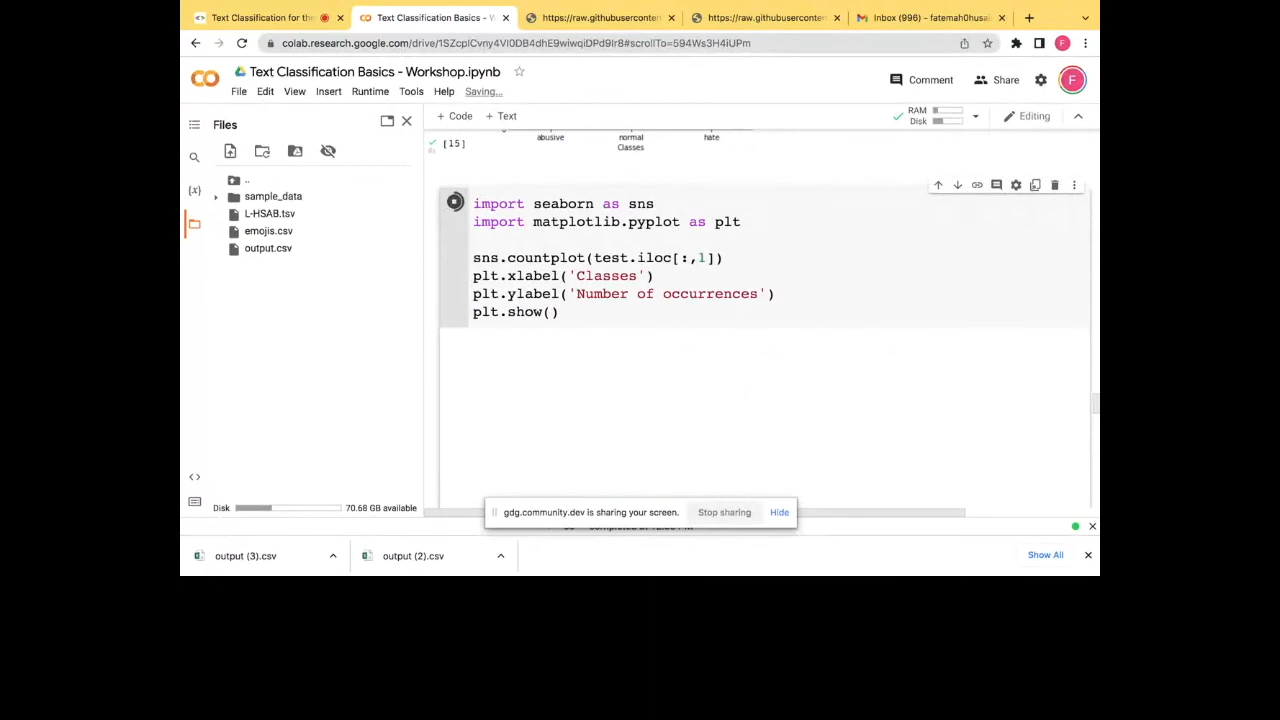 Text Classification for th
Text Classification Basics - W
https://raw.githubusercontent
https://raw.githubusercontent
Inbox (996) - fatemah0husai
colab.research.google.com/drive/1SZcpICvny4VI0DB4dhE9wiwqiDPd9Ir8#scrollTo=594Ws3H4iUPm
Text Classification Basics - Workshop.ipynb
Comment
Share
F
File Edit View Insert Runtime Tools Help Saving...
Files
+ Code + Text
RAM
Disk
Editing
[15]
abusive normal hate
Classes
..
sample_data
L-HSAB.tsv
emojis.csv
output.csv
import seaborn as sns
import matplotlib.pyplot as plt
sns.countplot(test.iloc[:,1])
plt.xlabel('Classes')
plt.ylabel('Number of occurrences')
plt.show()
Disk 70.68 GB available
gdg.community.dev is sharing your screen. Stop sharing Hide
output (3).csv
output (2).csv
Show All